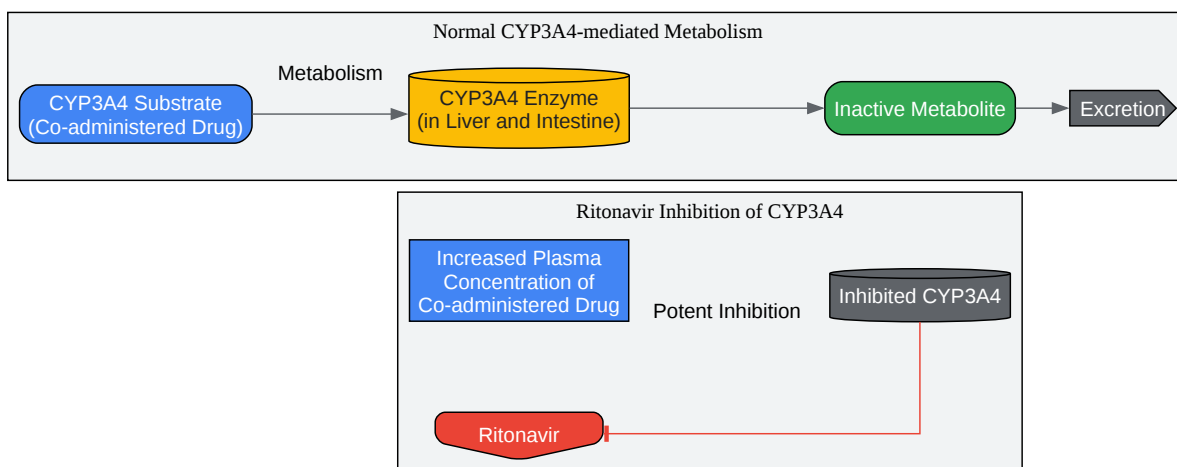 Normal CYP3A4-mediated Metabolism
Metabolism
CYP3A4 Substrate
(Co-administered Drug)
CYP3A4 Enzyme
(in Liver and Intestine)
Inactive Metabolite
Excretion
Ritonavir Inhibition of CYP3A4
Increased Plasma
Concentration of
Co-administered Drug
Potent Inhibition
Inhibited CYP3A4
Ritonavir